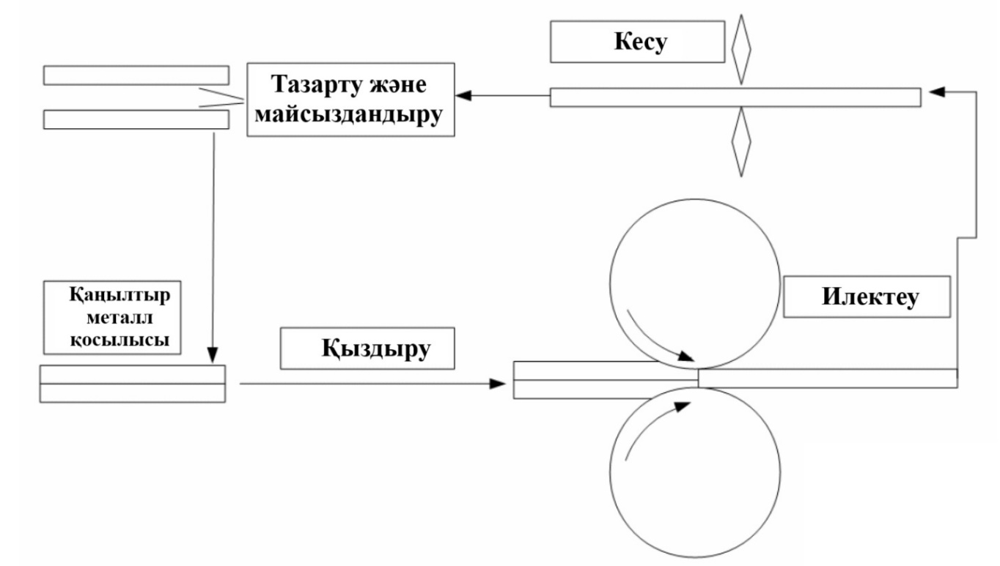 Кесу
Тазарту және
майсыздандыру
Қаңылтыр
металл
қосылысы
Қыздыру
Илектеу